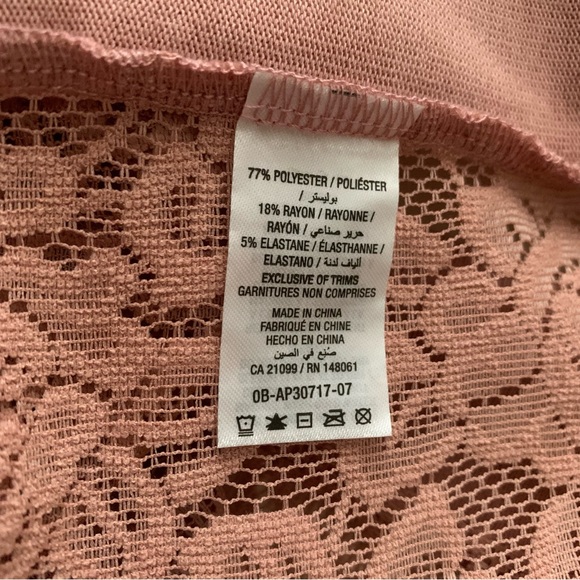 77% POLYESTER / POLIÉSTER
/ بوليستر
18% RAYON / RAYONNE /
RAYÓN / حرير صناعي /
5% ELASTANE / ÉLASTHANNE /
ELASTANO / ألياف لدنة
EXCLUSIVE OF TRIMS
GARNITURES NON COMPRISES
MADE IN CHINA
FABRIQUÉ EN CHINE
HECHO EN CHINA
صُنِع في الصين
CA 21099 / RN 148061
0B-AP30717-07